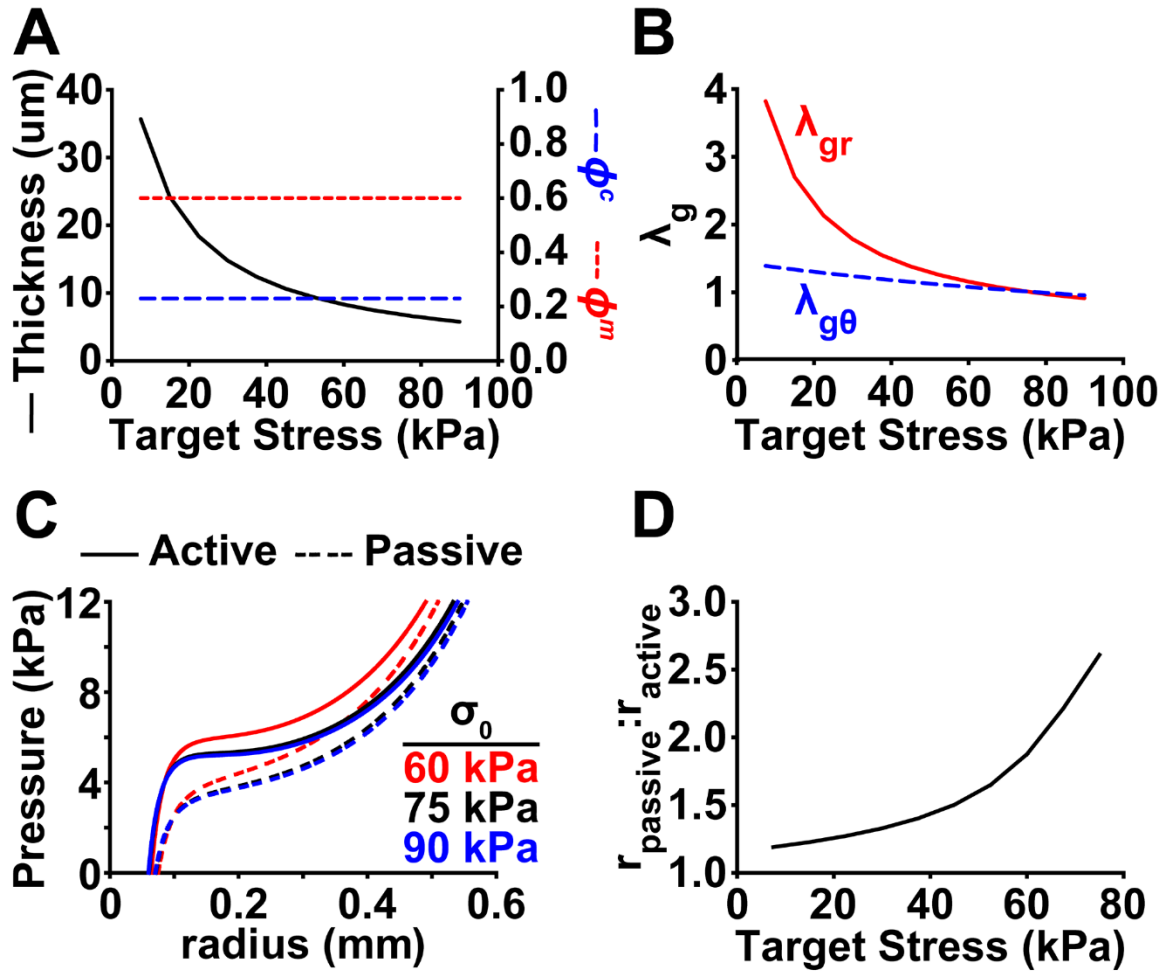 A
— Thickness (um)
40
30
20
10
0
1.0
0.8
0.6
0.4
0.2
0.0
---ϕᵐ --ϕᶜ
0 20 40 60 80 100
Target Stress (kPa)
B
λg
4
3
2
1
0
λgr
λgθ
0 20 40 60 80 100
Target Stress (kPa)
C
— Active --- Passive
Pressure (kPa)
12
8
4
0
σ0
60 kPa
75 kPa
90 kPa
0 0.2 0.4 0.6
radius (mm)
D
rpassive:ractive
3.0
2.5
2.0
1.5
1.0
0 20 40 60 80
Target Stress (kPa)